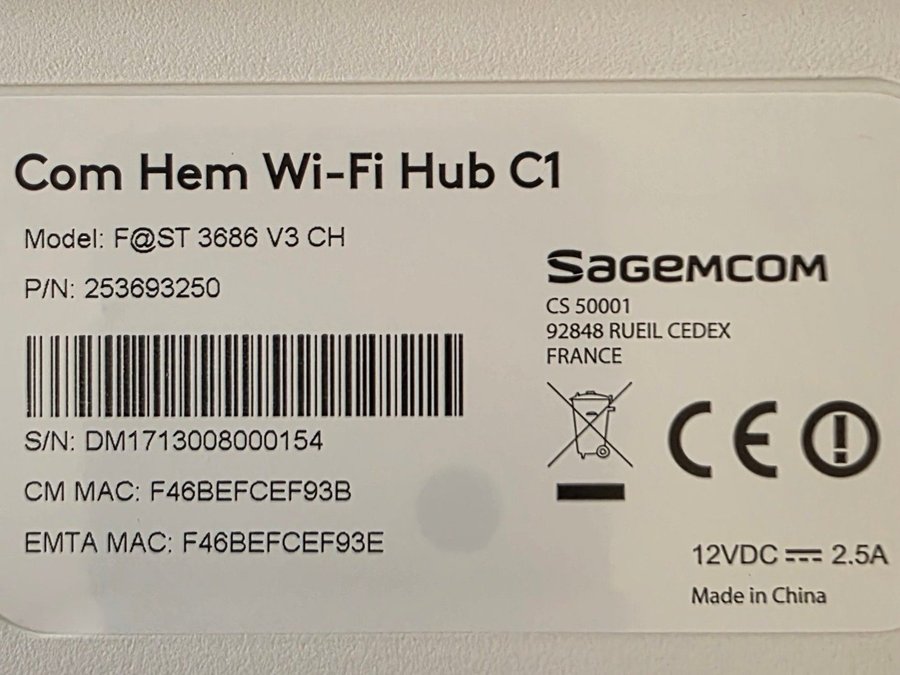 Com Hem Wi-Fi Hub C1
Model: F@ST 3686 V3 CH
P/N: 253693250
S/N: DM1713008000154
CM MAC: F46BEFCEF93B
EMTA MAC: F46BEFCEF93E
SAGEMCOM
CS 50001
92848 RUEIL CEDEX
FRANCE
CE
12VDC ⎓ 2.5A
Made in China